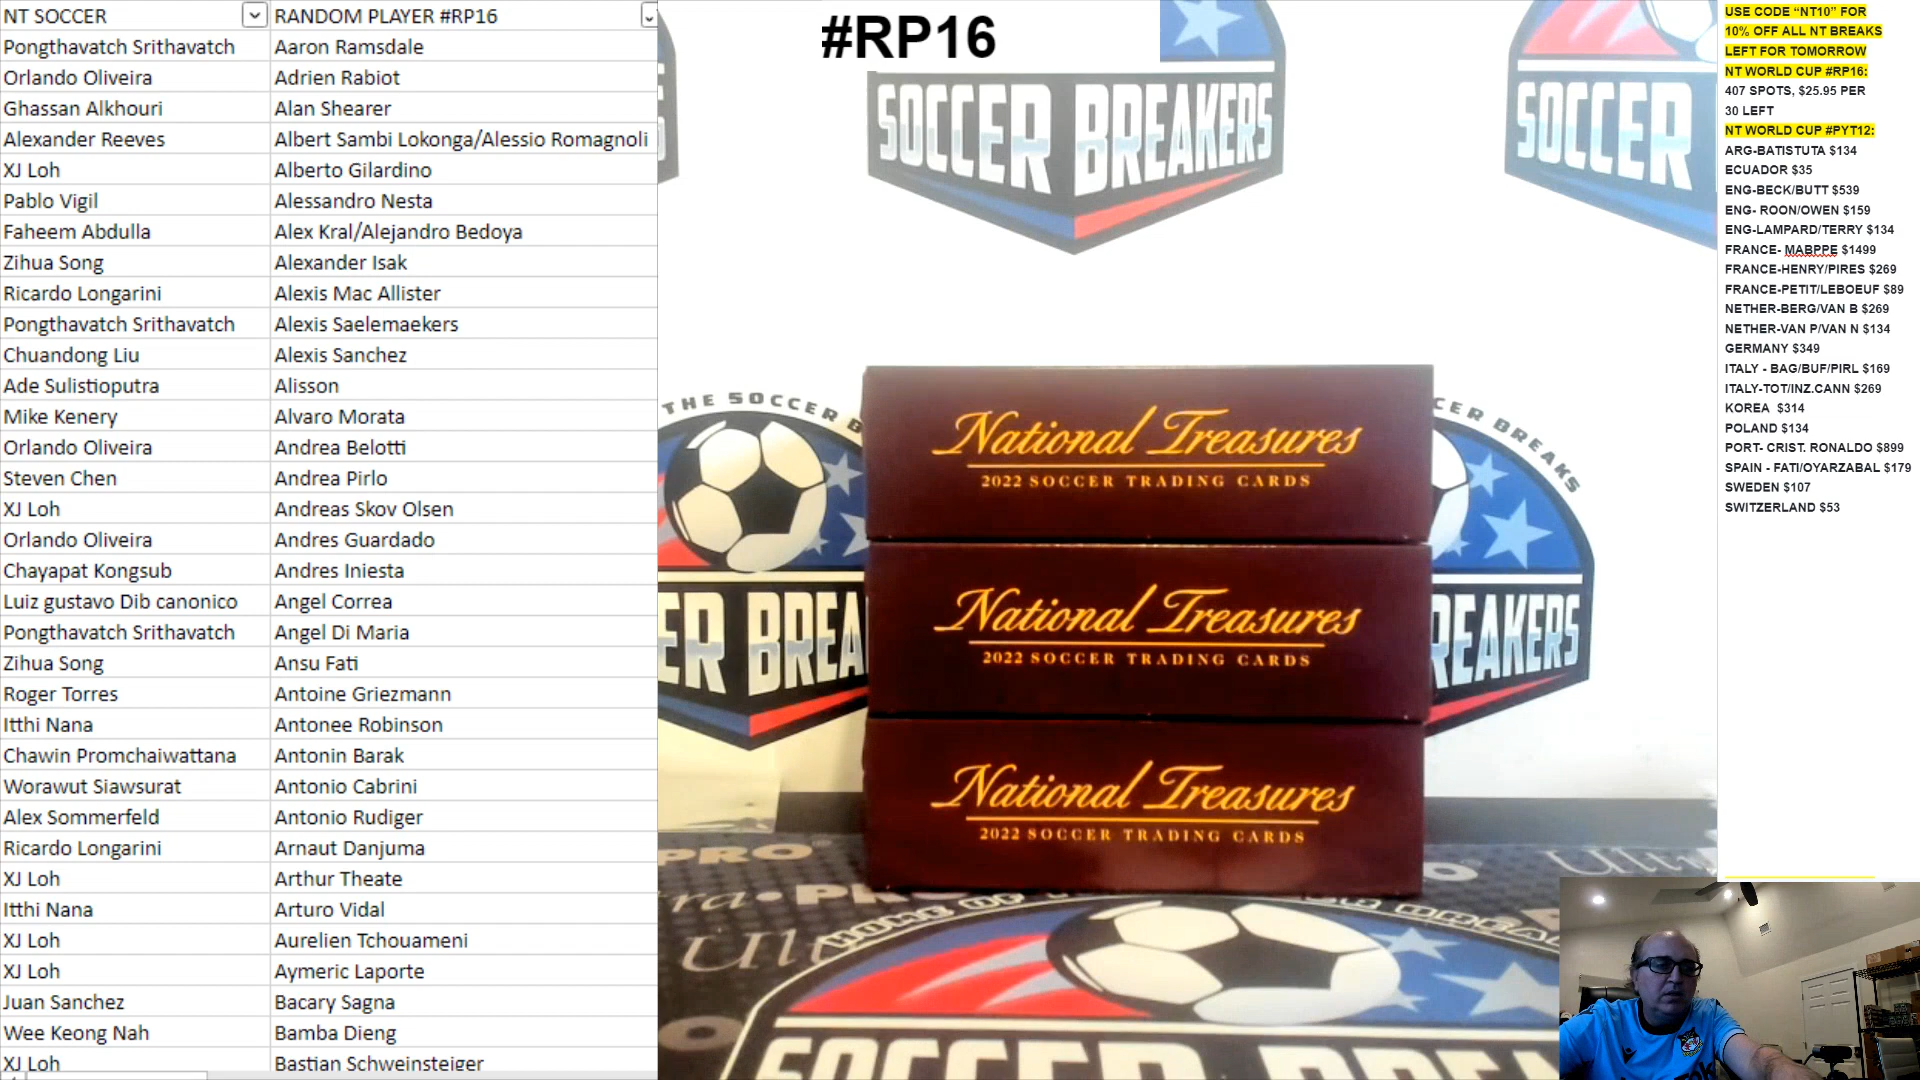 NT SOCCER RANDOM PLAYER #RP16
Pongthavatch Srithavatch Aaron Ramsdale
Orlando Oliveira Adrien Rabiot
Ghassan Alkhouri Alan Shearer
Alexander Reeves Albert Sambi Lokonga/Alessio Romagnoli
XJ Loh Alberto Gilardino
Pablo Vigil Alessandro Nesta
Faheem Abdulla Alex Kral/Alejandro Bedoya
Zihua Song Alexander Isak
Ricardo Longarini Alexis Mac Allister
Pongthavatch Srithavatch Alexis Saelemaekers
Chuandong Liu Alexis Sanchez
Ade Sulistioputra Alisson
Mike Kenery Alvaro Morata
Orlando Oliveira Andrea Belotti
Steven Chen Andrea Pirlo
XJ Loh Andreas Skov Olsen
Orlando Oliveira Andres Guardado
Chayapat Kongsub Andres Iniesta
Luiz gustavo Dib canonico Angel Correa
Pongthavatch Srithavatch Angel Di Maria
Zihua Song Ansu Fati
Roger Torres Antoine Griezmann
Itthi Nana Antonee Robinson
Chawin Promchaiwattana Antonin Barak
Worawut Siawsurat Antonio Cabrini
Alex Sommerfeld Antonio Rudiger
Ricardo Longarini Arnaut Danjuma
XJ Loh Arthur Theate
Itthi Nana Arturo Vidal
XJ Loh Aurelien Tchouameni
XJ Loh Aymeric Laporte
Juan Sanchez Bacary Sagna
Wee Keong Nah Bamba Dieng
XJ Loh Bastian Schweinsteiger
#RP16
SOCCER BREAKERS
SOCCER
THE SOCCER B
CER BREAKS
ER BREA
REAKERS
National Treasures
2022 SOCCER TRADING CARDS
National Treasures
2022 SOCCER TRADING CARDS
National Treasures
2022 SOCCER TRADING CARDS
PRO
SOCCER BREA
USE CODE “NT10” FOR
10% OFF ALL NT BREAKS
LEFT FOR TOMORROW
NT WORLD CUP #RP16:
407 SPOTS, $25.95 PER
30 LEFT
NT WORLD CUP #PYT12:
ARG-BATISTUTA $134
ECUADOR $35
ENG-BECK/BUTT $539
ENG- ROON/OWEN $159
ENG-LAMPARD/TERRY $134
FRANCE- MABPPE $1499
FRANCE-HENRY/PIRES $269
FRANCE-PETIT/LEBOEUF $89
NETHER-BERG/VAN B $269
NETHER-VAN P/VAN N $134
GERMANY $349
ITALY - BAG/BUF/PIRL $169
ITALY-TOT/INZ.CANN $269
KOREA $314
POLAND $134
PORT- CRIST. RONALDO $899
SPAIN - FATI/OYARZABAL $179
SWEDEN $107
SWITZERLAND $53